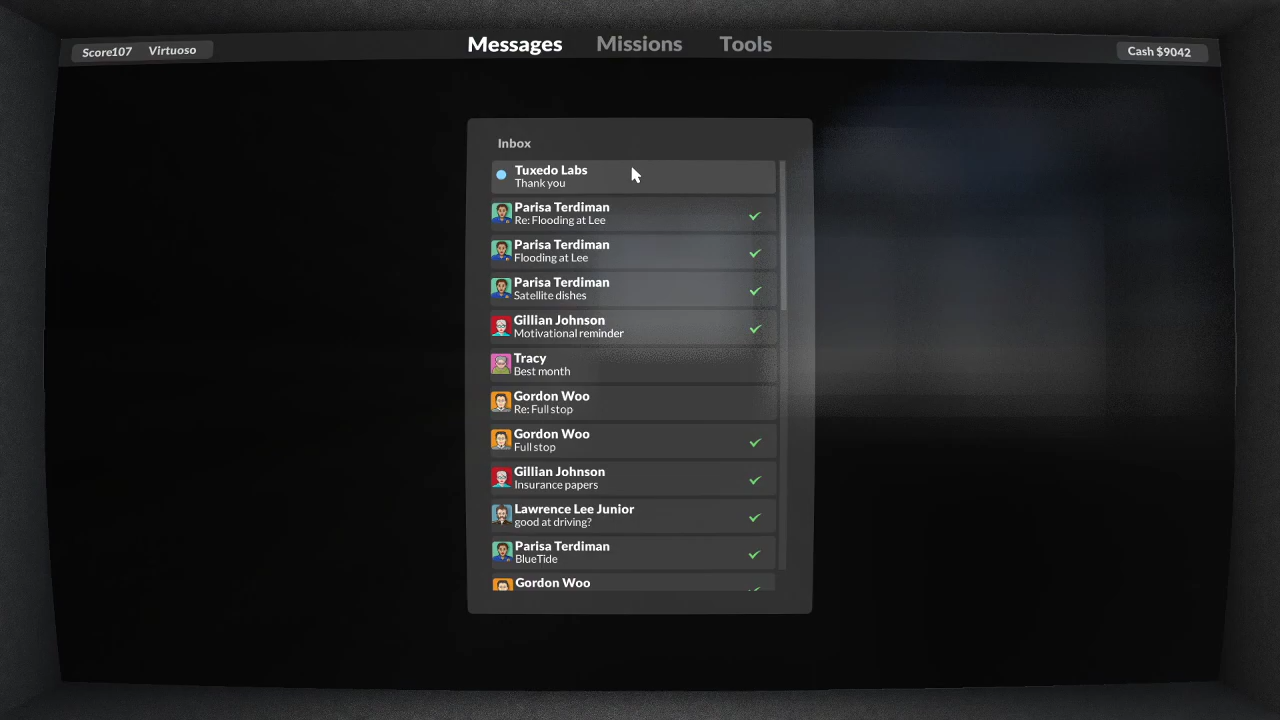 Score107 Virtuoso
Messages Missions Tools
Cash $9042
Inbox
Tuxedo Labs
Thank you
Parisa Terdiman
Re: Flooding at Lee
Parisa Terdiman
Flooding at Lee
Parisa Terdiman
Satellite dishes
Gillian Johnson
Motivational reminder
Tracy
Best month
Gordon Woo
Re: Full stop
Gordon Woo
Full stop
Gillian Johnson
Insurance papers
Lawrence Lee Junior
good at driving?
Parisa Terdiman
BlueTide
Gordon Woo